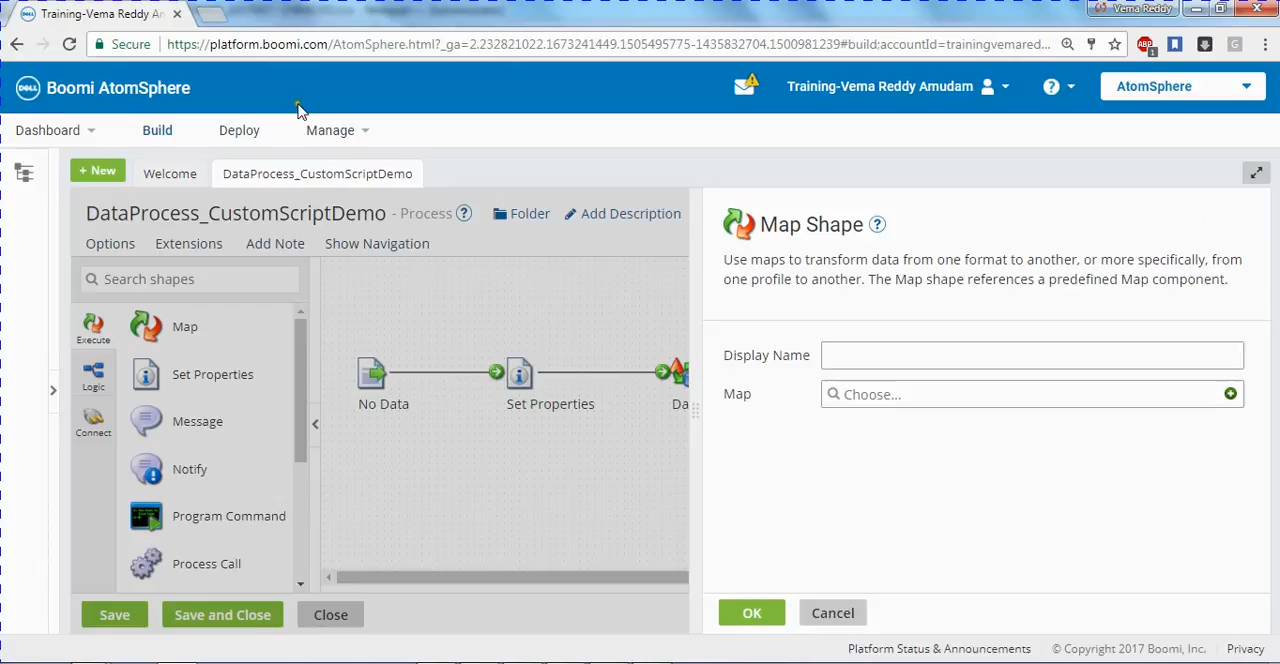 Training-Vema Reddy An
Vema Reddy
Secure
https://platform.boomi.com/AtomSphere.html?_ga=2.232821022.1673241449.1505495775-1435832704.1500981239#build;accountId=trainingvemared...
ABP
1
G
DELL
Boomi AtomSphere
Training-Vema Reddy Amudam
?
AtomSphere
Dashboard
Build
Deploy
Manage
+ New
Welcome
DataProcess_CustomScriptDemo
DataProcess_CustomScriptDemo - Process ?
Folder
Add Description
Options
Extensions
Add Note
Show Navigation
Search shapes
Execute
Logic
Connect
Map
Set Properties
Message
Notify
Program Command
Process Call
No Data
Set Properties
Da
Save
Save and Close
Close
Map Shape ?
Use maps to transform data from one format to another, or more specifically, from
one profile to another. The Map shape references a predefined Map component.
Display Name
Map
Choose...
OK
Cancel
Platform Status & Announcements
© Copyright 2017 Boomi, Inc.
Privacy